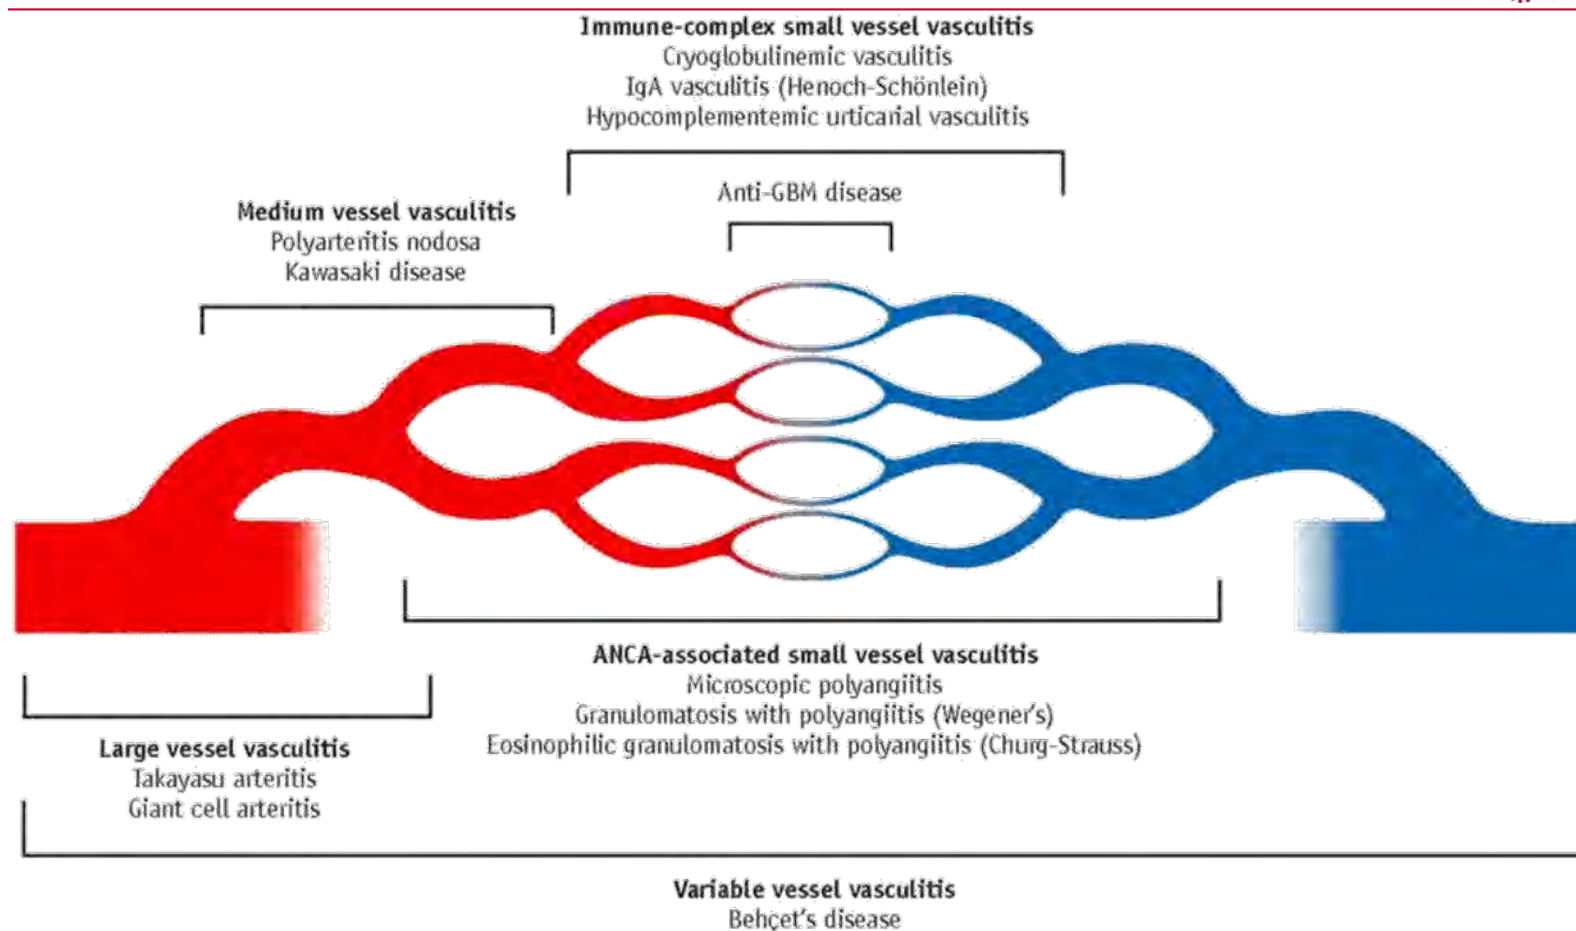 Immune-complex small vessel vasculitis
Cryoglobulinemic vasculitis
IgA vasculitis (Henoch-Schönlein)
Hypocomplementemic urticarial vasculitis
Anti-GBM disease
Medium vessel vasculitis
Polyarteritis nodosa
Kawasaki disease
ANCA-associated small vessel vasculitis
Microscopic polyangiitis
Granulomatosis with polyangiitis (Wegener's)
Eosinophilic granulomatosis with polyangiitis (Churg-Strauss)
Large vessel vasculitis
Takayasu arteritis
Giant cell arteritis
Variable vessel vasculitis
Behçet's disease